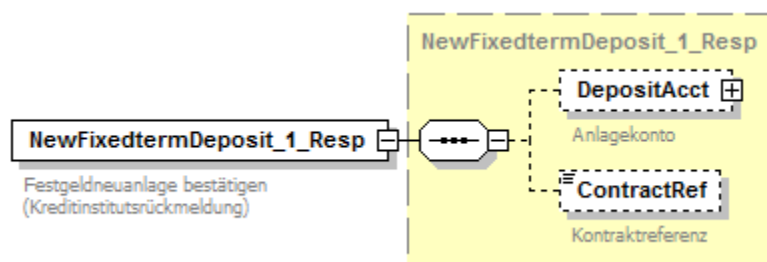 NewFixedtermDeposit_1_Resp
DepositAcct
Anlagekonto
NewFixedtermDeposit_1_Resp
Festgeldneuanlage bestätigen
(Kreditinstitutsrückmeldung)
ContractRef
Kontraktreferenz